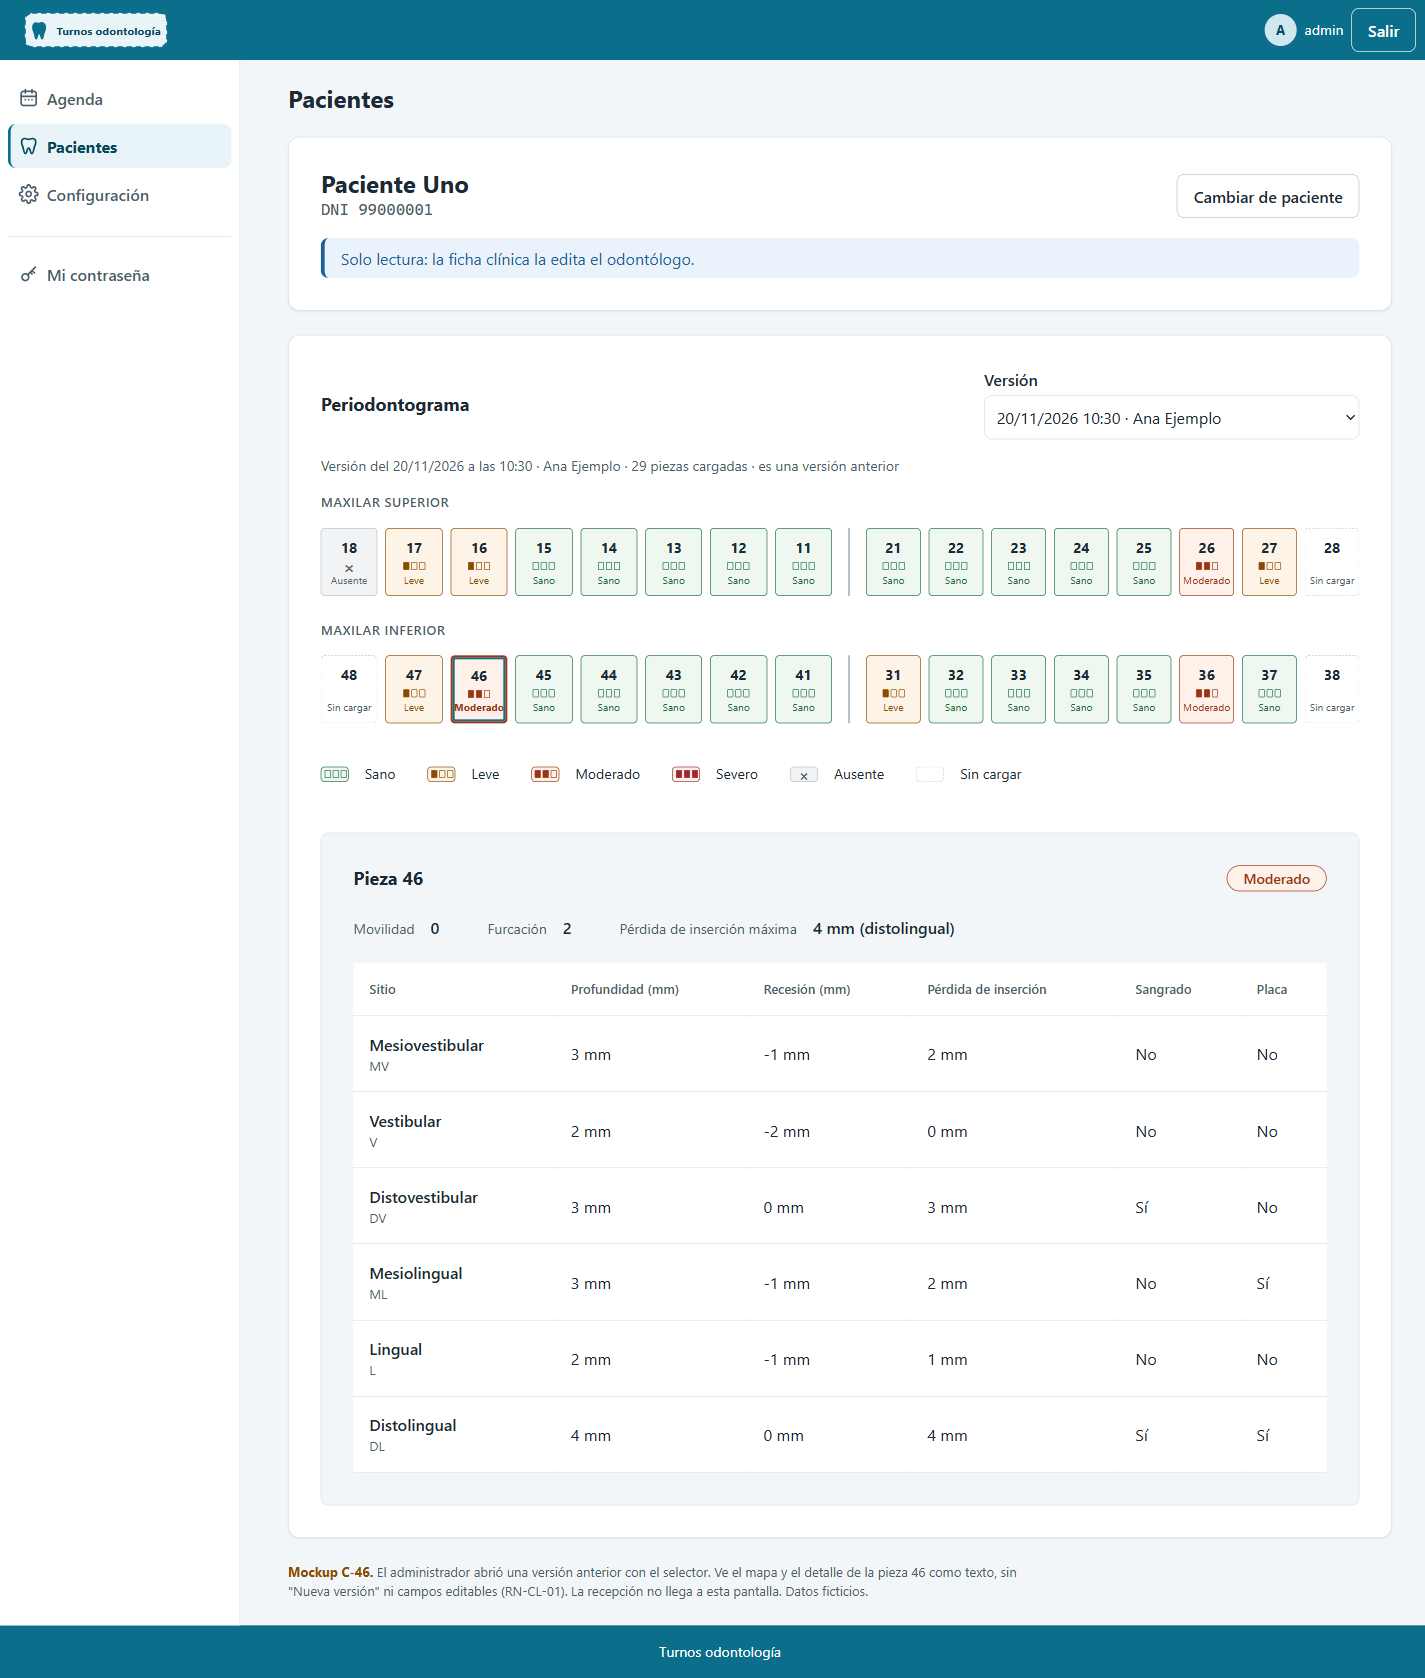 Turnos odontología
A
admin
Salir
Agenda
Pacientes
Configuración
Mi contraseña
Pacientes
Paciente Uno
DNI 99000001
Cambiar de paciente
Solo lectura: la ficha clínica la edita el odontólogo.
Periodontograma
Versión
20/11/2026 10:30 · Ana Ejemplo
Versión del 20/11/2026 a las 10:30 · Ana Ejemplo · 29 piezas cargadas · es una versión anterior
MAXILAR SUPERIOR
18 17 16 15 14 13 12 11 21 22 23 24 25 26 27 28
Ausente Leve Leve Sano Sano Sano Sano Sano Sano Sano Sano Sano Sano Moderado Leve Sin cargar
MAXILAR INFERIOR
48 47 46 45 44 43 42 41 31 32 33 34 35 36 37 38
Sin cargar Leve Moderado Sano Sano Sano Sano Sano Leve Sano Sano Sano Sano Moderado Sano Sin cargar
Sano Leve Moderado Severo Ausente Sin cargar
Pieza 46
Moderado
Movilidad 0 Furcación 2 Pérdida de inserción máxima 4 mm (distolingual)
Sitio Profundidad (mm) Recesión (mm) Pérdida de inserción Sangrado Placa
Mesiovestibular
MV
3 mm -1 mm 2 mm No No
Vestibular
V
2 mm -2 mm 0 mm No No
Distovestibular
DV
3 mm 0 mm 3 mm Sí No
Mesiolingual
ML
3 mm -1 mm 2 mm No Sí
Lingual
L
2 mm -1 mm 1 mm No No
Distolingual
DL
4 mm 0 mm 4 mm Sí Sí
Mockup C-46. El administrador abrió una versión anterior con el selector. Ve el mapa y el detalle de la pieza 46 como texto, sin
"Nueva versión" ni campos editables (RN-CL-01). La recepción no llega a esta pantalla. Datos ficticios.
Turnos odontología